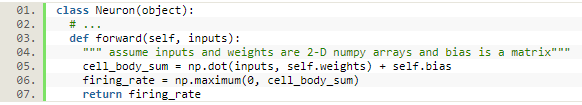 01. class Neuron(object):
02.   # ...
03.   def forward(self, inputs):
04.     """ assume inputs and weights are 2-D numpy arrays and bias is a matrix"""
05.     cell_body_sum = np.dot(inputs, self.weights) + self.bias
06.     firing_rate = np.maximum(0, cell_body_sum)
07.     return firing_rate